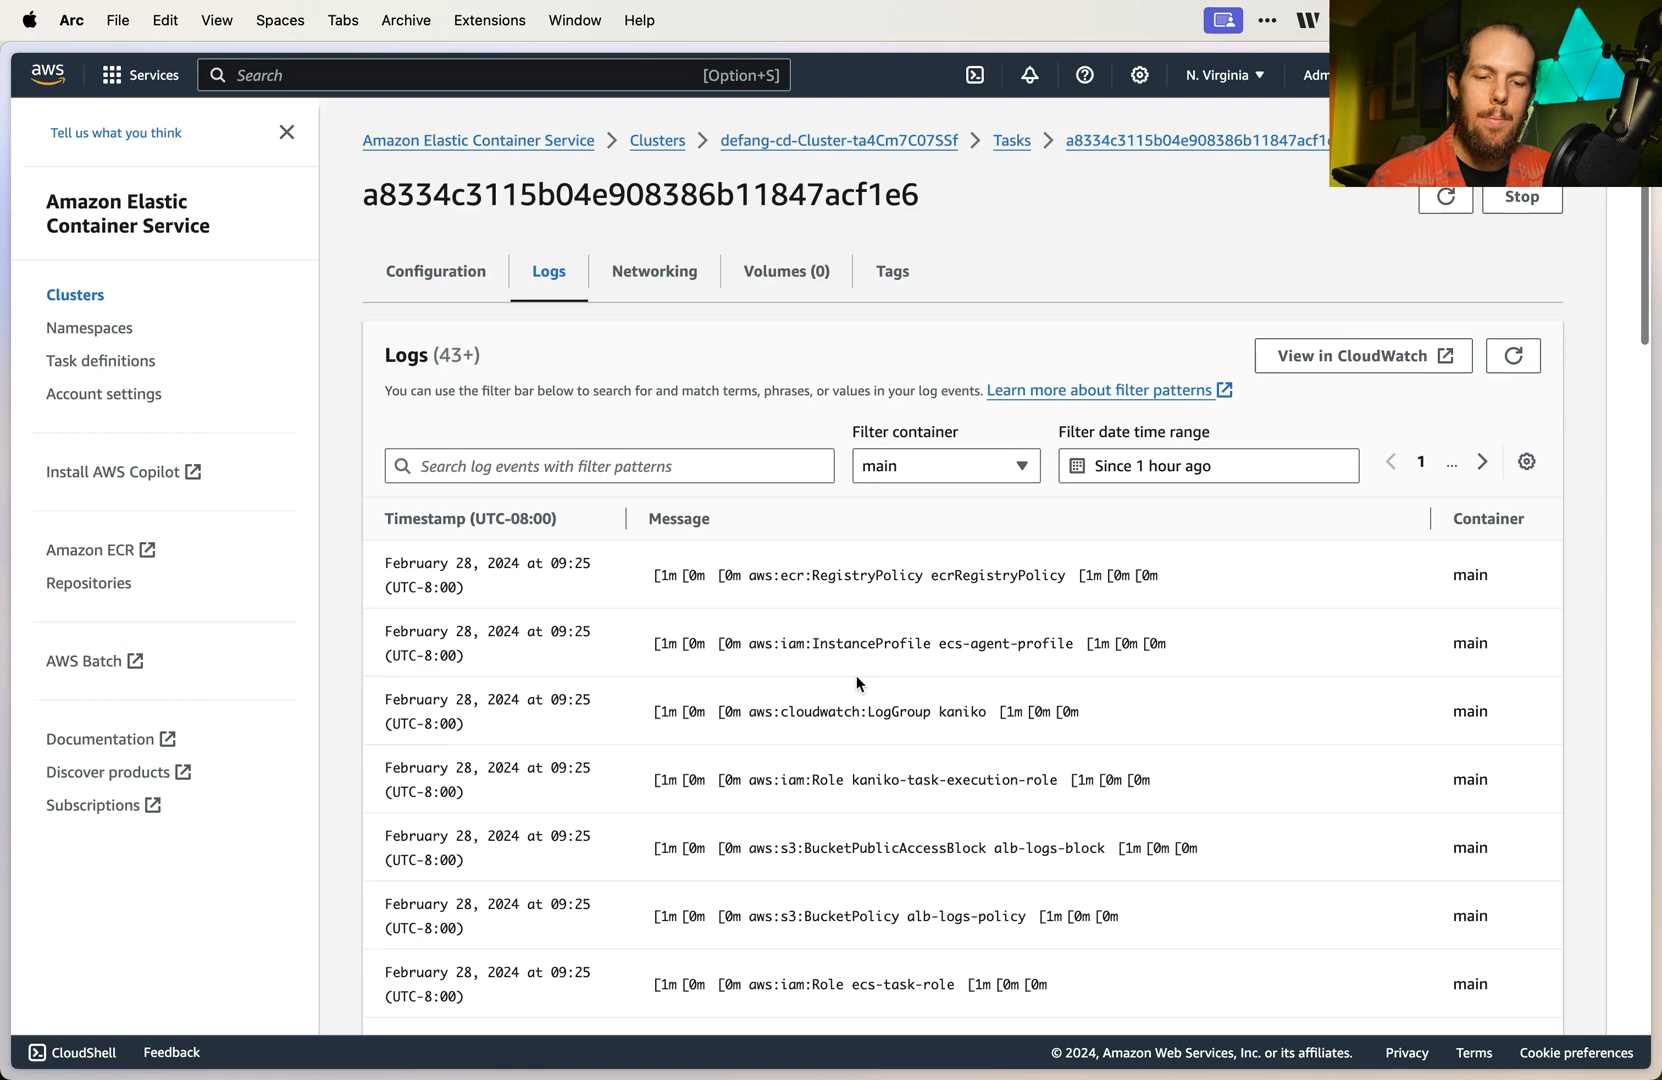 Arc File Edit View Spaces Tabs Archive Extensions Window Help
aws Services Search [Option+S] N. Virginia
Tell us what you think
Amazon Elastic Container Service
Clusters
Namespaces
Task definitions
Account settings
Install AWS Copilot
Amazon ECR
Repositories
AWS Batch
Documentation
Discover products
Subscriptions
Amazon Elastic Container Service Clusters defang-cd-Cluster-ta4Cm7C07SSf Tasks
a8334c3115b04e908386b11847acf1e6
Stop
Configuration Logs Networking Volumes (0) Tags
Logs (43+)
View in CloudWatch
You can use the filter bar below to search for and match terms, phrases, or values in your log events. Learn more about filter patterns
Filter container Filter date time range
Search log events with filter patterns main Since 1 hour ago 1 ...
Timestamp (UTC-08:00) Message Container
February 28, 2024 at 09:25
(UTC-8:00)
[1m [0m [0m aws:ecr:RegistryPolicy ecrRegistryPolicy [1m [0m [0m main
February 28, 2024 at 09:25
(UTC-8:00)
[1m [0m [0m aws:iam:InstanceProfile ecs-agent-profile [1m [0m [0m main
February 28, 2024 at 09:25
(UTC-8:00)
[1m [0m [0m aws:cloudwatch:LogGroup kaniko [1m [0m [0m main
February 28, 2024 at 09:25
(UTC-8:00)
[1m [0m [0m aws:iam:Role kaniko-task-execution-role [1m [0m [0m main
February 28, 2024 at 09:25
(UTC-8:00)
[1m [0m [0m aws:s3:BucketPublicAccessBlock alb-logs-block [1m [0m [0m main
February 28, 2024 at 09:25
(UTC-8:00)
[1m [0m [0m aws:s3:BucketPolicy alb-logs-policy [1m [0m [0m main
February 28, 2024 at 09:25
(UTC-8:00)
[1m [0m [0m aws:iam:Role ecs-task-role [1m [0m [0m main
CloudShell Feedback © 2024, Amazon Web Services, Inc. or its affiliates. Privacy Terms Cookie preferences